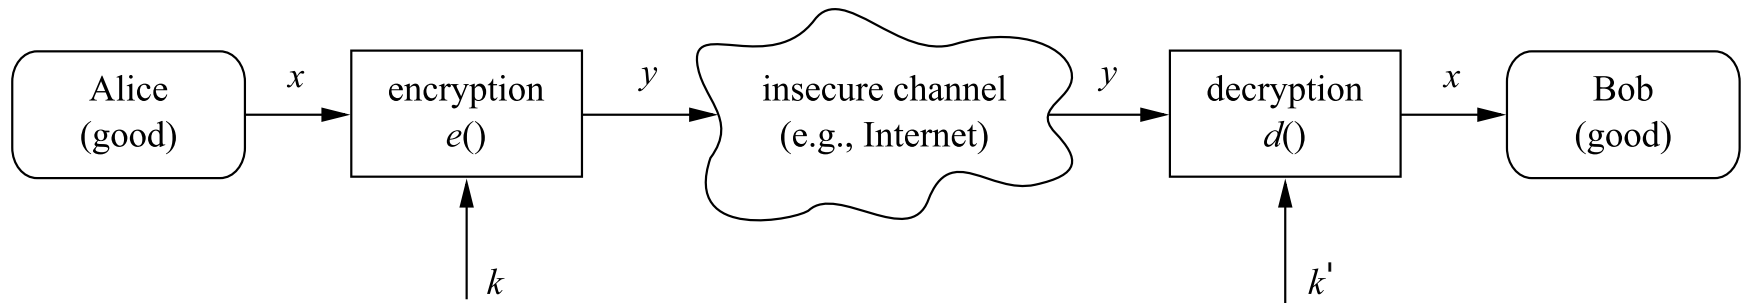 Alice
(good)
x
encryption
e()
k
y
insecure channel
(e.g., Internet)
y
decryption
d()
k'
x
Bob
(good)